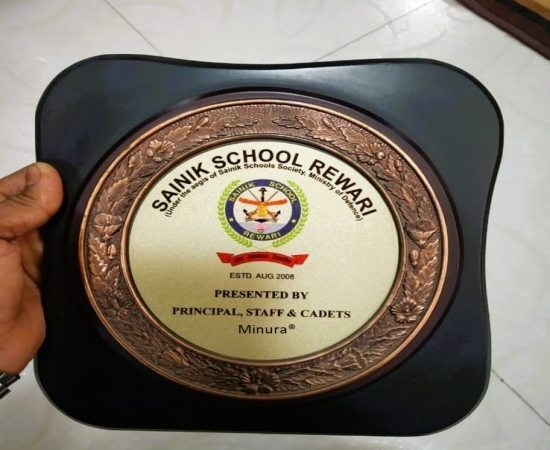 SAINIK SCHOOL REWARI
(Under the aegis of Sainik Schools Society, Ministry of Defence)
SAINIK SCHOOL
REWARI
ESTD. AUG 2008
PRESENTED BY
PRINCIPAL, STAFF & CADETS
Minura®